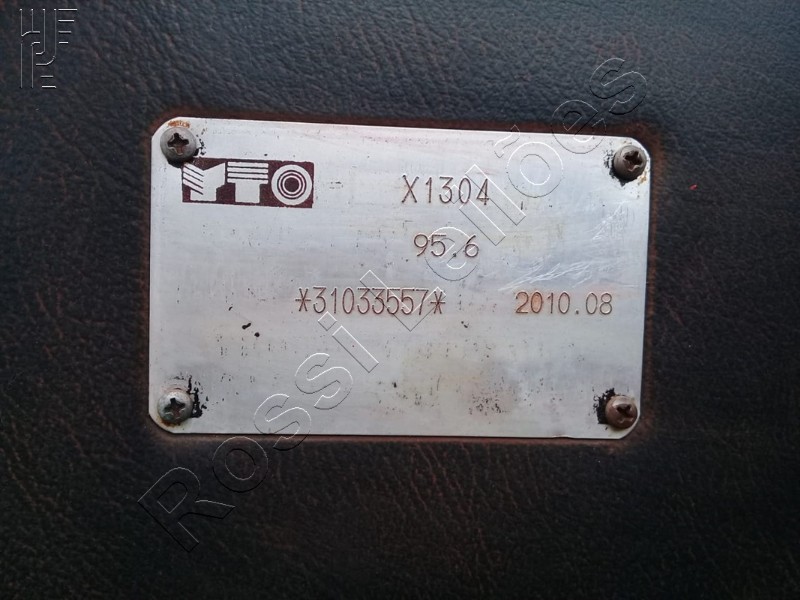 YTO
X1304
95.6
*31033557* 2010.08
Rossi Leilões